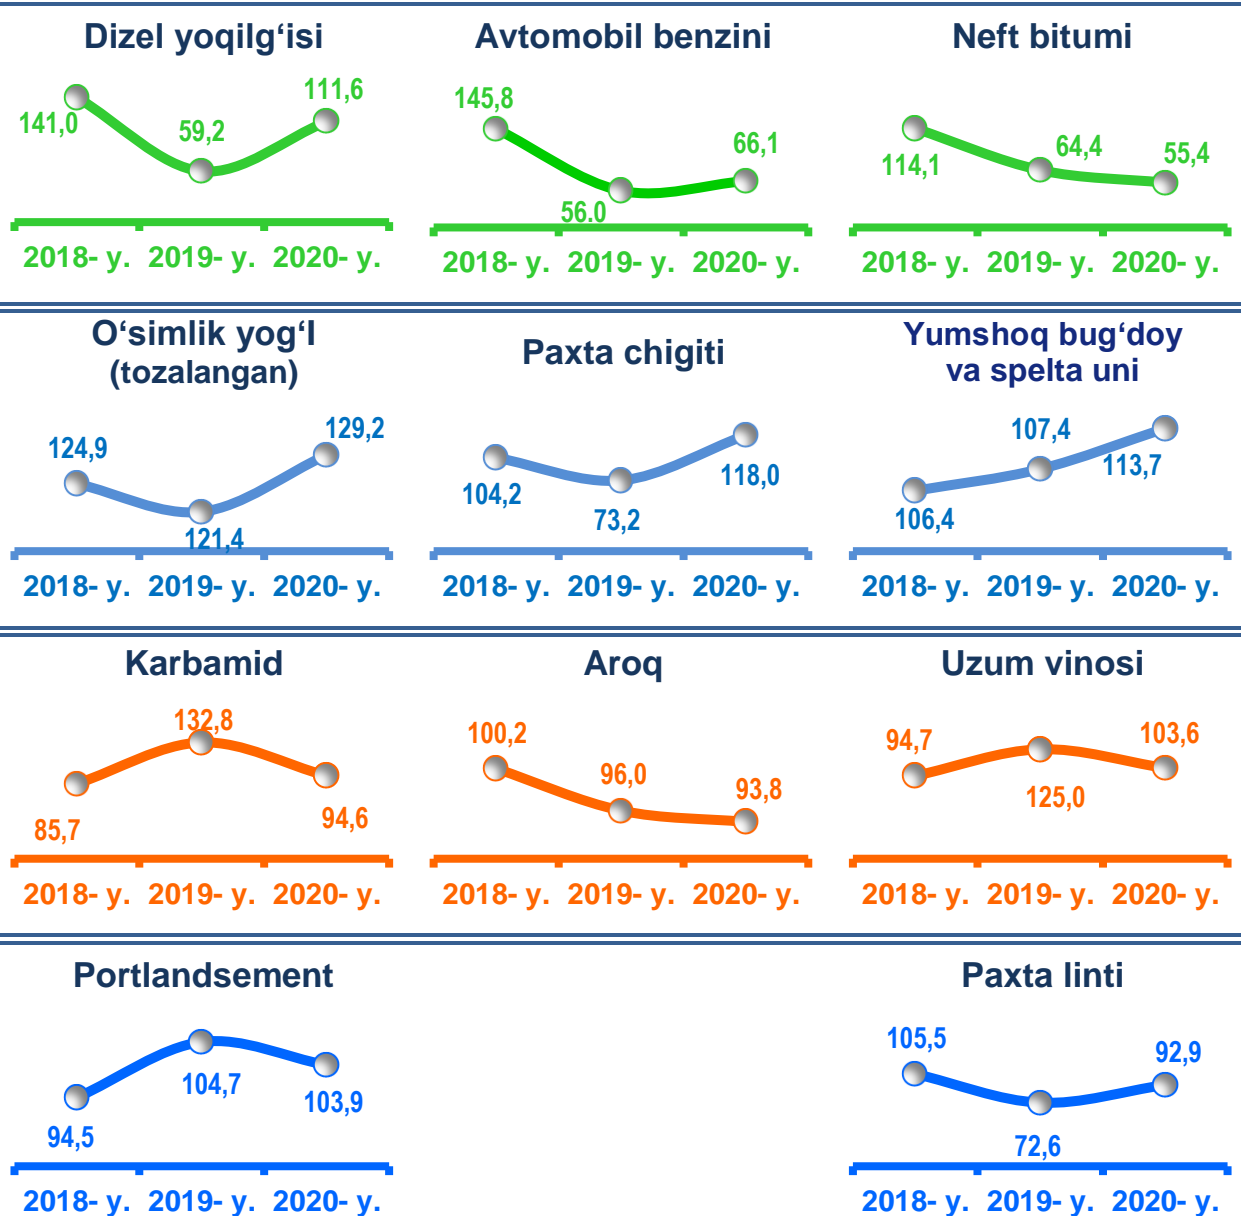 Dizel yoqilg‘isi
141,0
59,2
111,6
2018- y. 2019- y. 2020- y.
Avtomobil benzini
145,8
56.0
66,1
2018- y. 2019- y. 2020- y.
Neft bitumi
114,1
64,4
55,4
2018- y. 2019- y. 2020- y.
O‘simlik yog‘I
(tozalangan)
124,9
121,4
129,2
2018- y. 2019- y. 2020- y.
Paxta chigiti
104,2
73,2
118,0
2018- y. 2019- y. 2020- y.
Yumshoq bug‘doy
va spelta uni
106,4
107,4
113,7
2018- y. 2019- y. 2020- y.
Karbamid
85,7
132,8
94,6
2018- y. 2019- y. 2020- y.
Aroq
100,2
96,0
93,8
2018- y. 2019- y. 2020- y.
Uzum vinosi
94,7
125,0
103,6
2018- y. 2019- y. 2020- y.
Portlandsement
94,5
104,7
103,9
2018- y. 2019- y. 2020- y.
Paxta linti
105,5
72,6
92,9
2018- y. 2019- y. 2020- y.